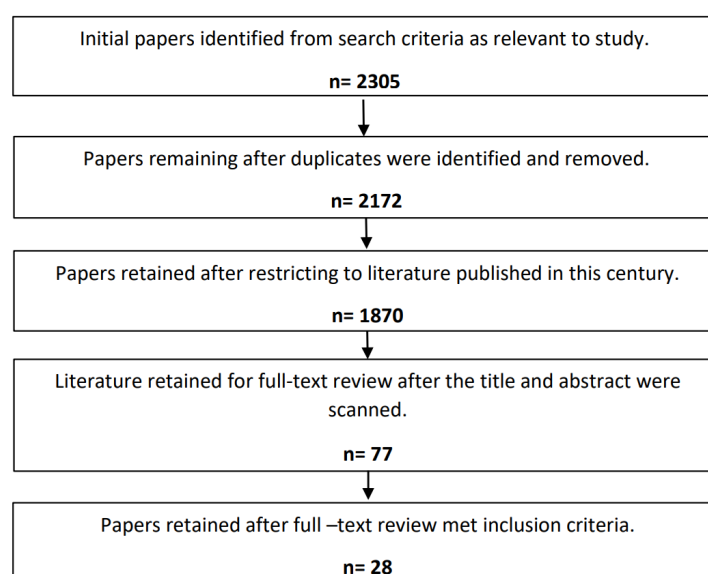 Initial papers identified from search criteria as relevant to study.
n= 2305
Papers remaining after duplicates were identified and removed.
n= 2172
Papers retained after restricting to literature published in this century.
n= 1870
Literature retained for full-text review after the title and abstract were
scanned.
n= 77
Papers retained after full –text review met inclusion criteria.
n= 28